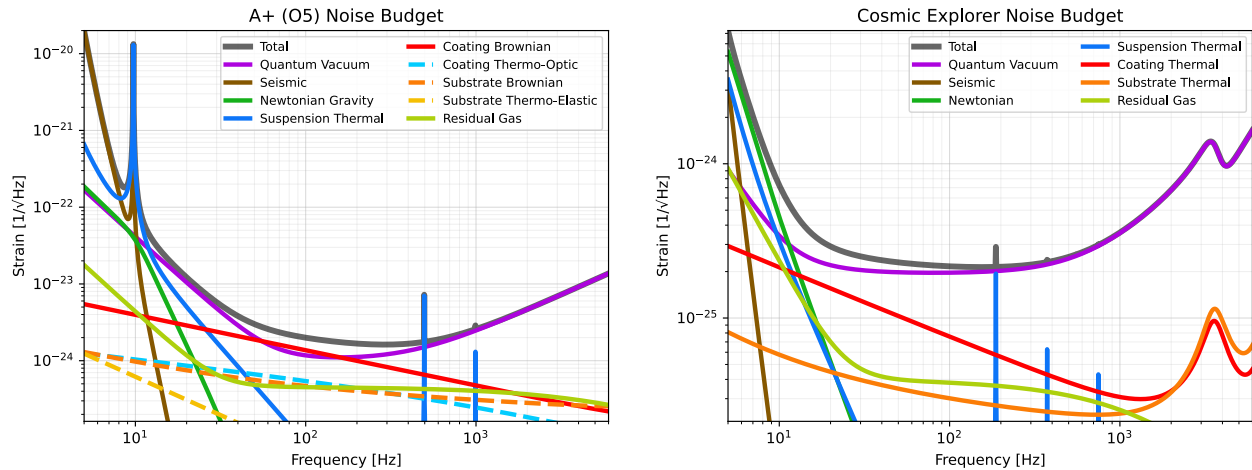 A+ (O5) Noise Budget
Strain [1/√Hz]
10⁻²⁰
10⁻²¹
10⁻²²
10⁻²³
10⁻²⁴
Total
Quantum Vacuum
Seismic
Newtonian Gravity
Suspension Thermal
Coating Brownian
Coating Thermo-Optic
Substrate Brownian
Substrate Thermo-Elastic
Residual Gas
10¹ 10² 10³
Frequency [Hz]
Cosmic Explorer Noise Budget
Strain [1/√Hz]
10⁻²⁴
10⁻²⁵
Total
Quantum Vacuum
Seismic
Newtonian
Suspension Thermal
Coating Thermal
Substrate Thermal
Residual Gas
10¹ 10² 10³
Frequency [Hz]